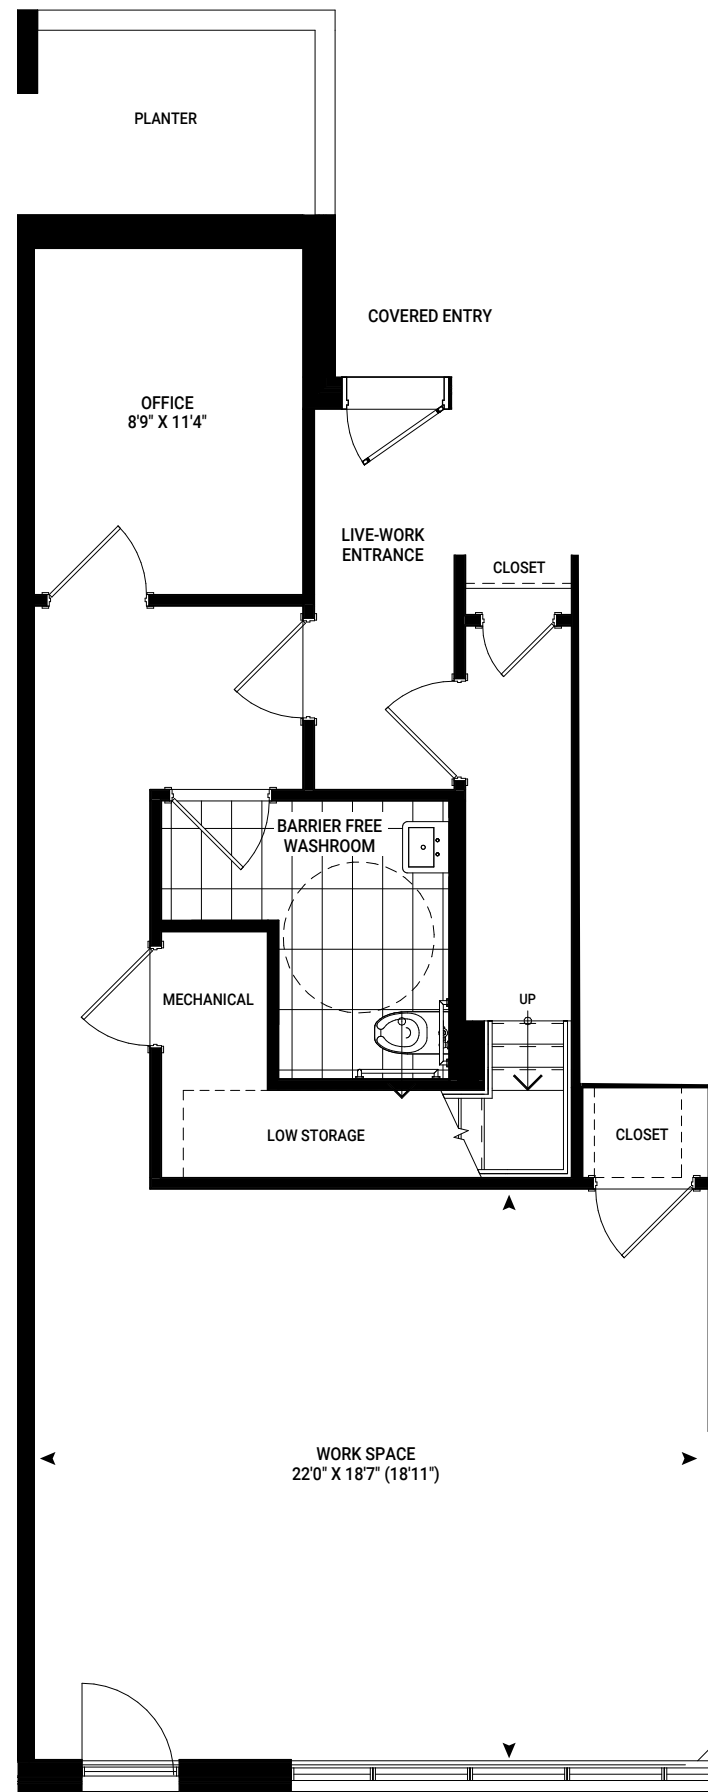 PLANTER
COVERED ENTRY
OFFICE
8'9" X 11'4"
LIVE-WORK
ENTRANCE
CLOSET
BARRIER FREE
WASHROOM
MECHANICAL
UP
LOW STORAGE
CLOSET
WORK SPACE
22'0" X 18'7" (18'11")